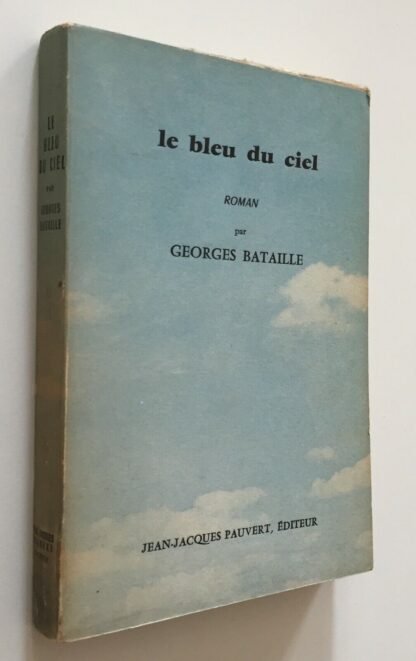 le bleu du ciel
ROMAN
par
GEORGES BATAILLE
JEAN-JACQUES PAUVERT, ÉDITEUR
LE
BLEU
DU CIEL
PAR
GEORGES
BATAILLE